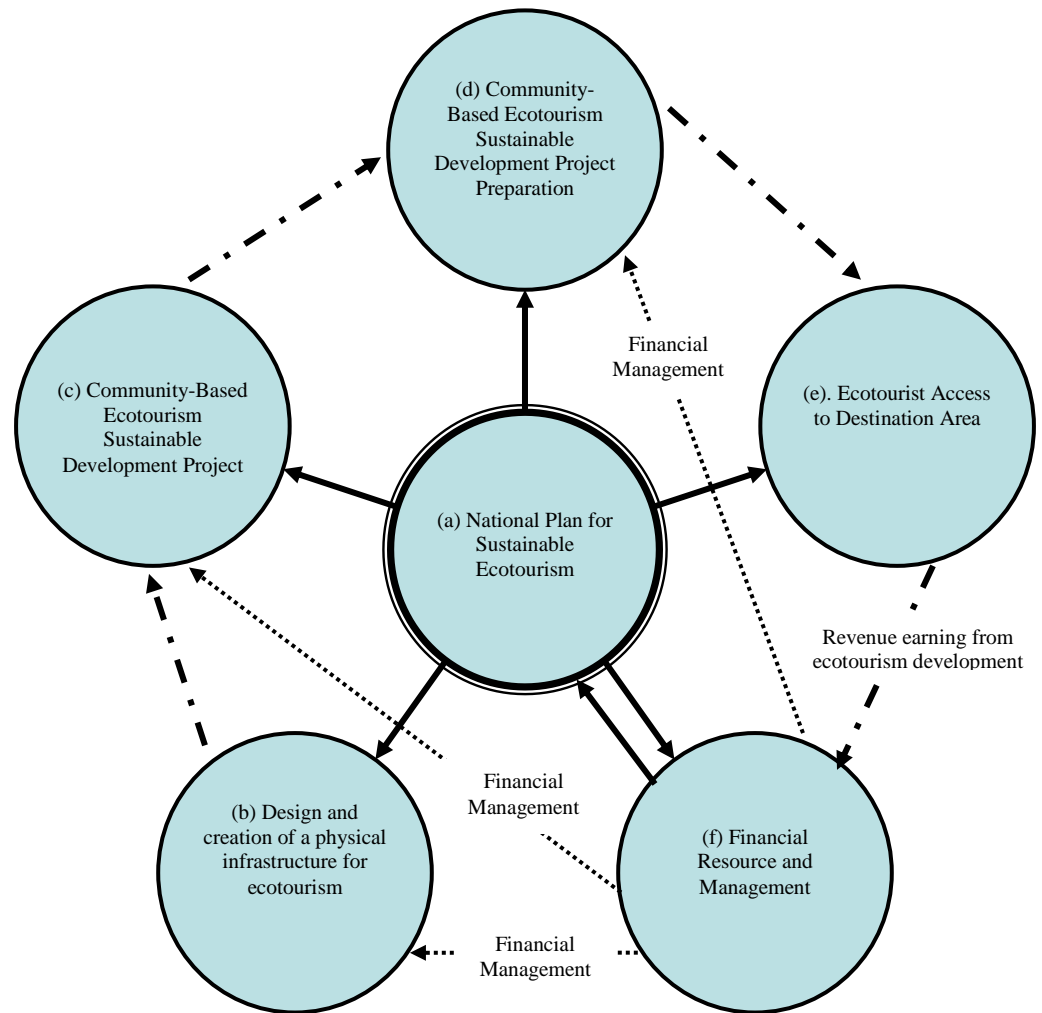 (d) Community-
Based Ecotourism
Sustainable
Development Project
Preparation
Financial
Management
(c) Community-Based
Ecotourism
Sustainable
Development Project
(e). Ecotourist Access
to Destination Area
(a) National Plan for
Sustainable
Ecotourism
Revenue earning from
ecotourism development
Financial
Management
(b) Design and
creation of a physical
infrastructure for
ecotourism
(f) Financial
Resource and
Management
Financial
Management